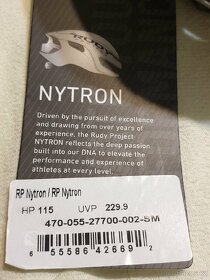 RUDY
NYTRON
Driven by the pursuit of excellence
and drawing from over years of
experience, the Rudy Project
NYTRON reflects the deep passion
built into our DNA to elevate the
performance and experience of
athletes at every level.
RP Nytron / RP Nytron
HP 115 UVP 229.9
470-055-27700-002-SM
6 55586 42669 2